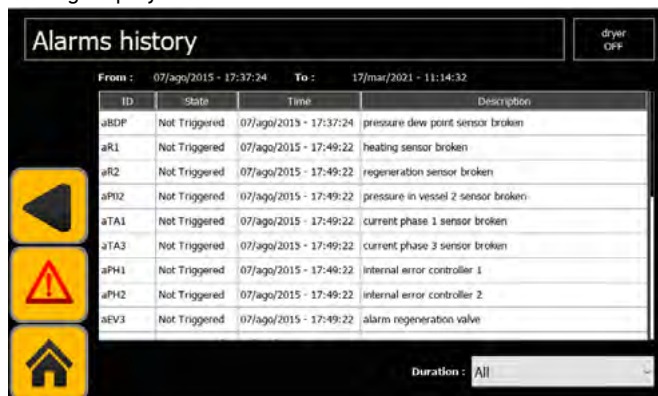 Alarms history
dryer
OFF
From : 07/ago/2015 - 17:37:24 To : 17/mar/2021 - 11:14:32
ID State Time Description
aBDP Not Triggered 07/ago/2015 - 17:37:24 pressure dew point sensor broken
aR1 Not Triggered 07/ago/2015 - 17:49:22 heating sensor broken
aR2 Not Triggered 07/ago/2015 - 17:49:22 regeneration sensor broken
aP02 Not Triggered 07/ago/2015 - 17:49:22 pressure in vessel 2 sensor broken
aTA1 Not Triggered 07/ago/2015 - 17:49:22 current phase 1 sensor broken
aTA3 Not Triggered 07/ago/2015 - 17:49:22 current phase 3 sensor broken
aPH1 Not Triggered 07/ago/2015 - 17:49:22 internal error controller 1
aPH2 Not Triggered 07/ago/2015 - 17:49:22 internal error controller 2
aEV3 Not Triggered 07/ago/2015 - 17:49:22 alarm regeneration valve
Duration : All